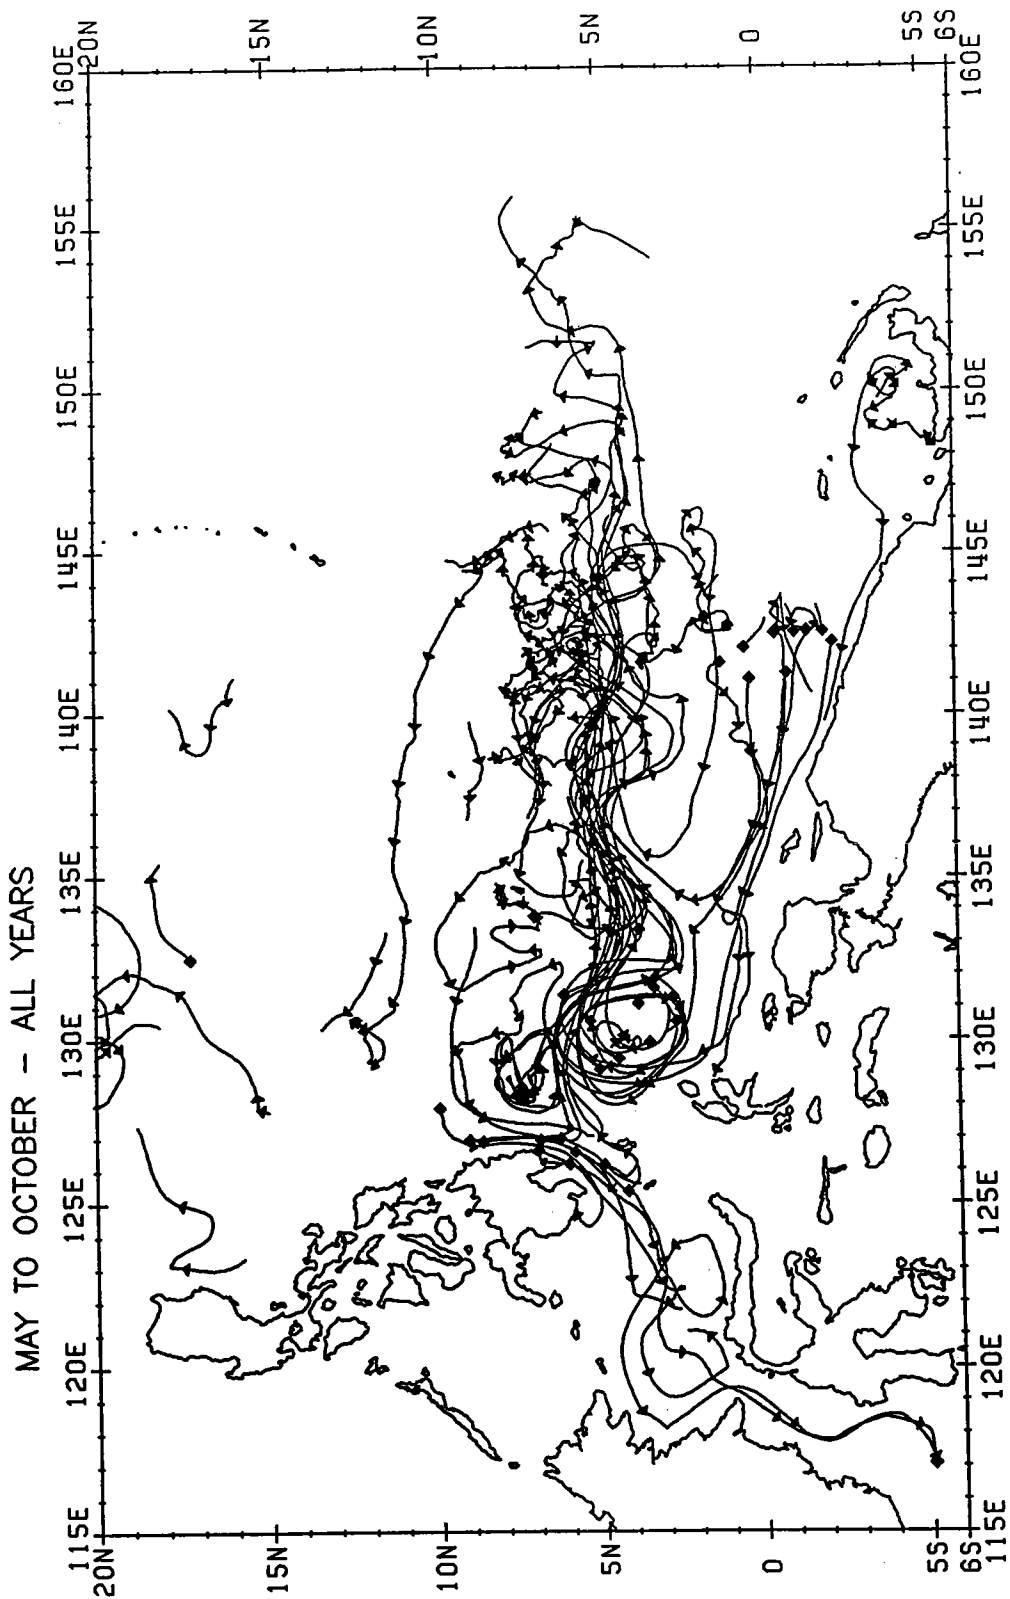 MAY TO OCTOBER - ALL YEARS
115E 120E 125E 130E 135E 140E 145E 150E 155E 160E
20N 20N
15N 15N
10N 10N
5N 5N
0 0
5S 5S
6S 6S
115E 120E 125E 130E 135E 140E 145E 150E 155E 160E